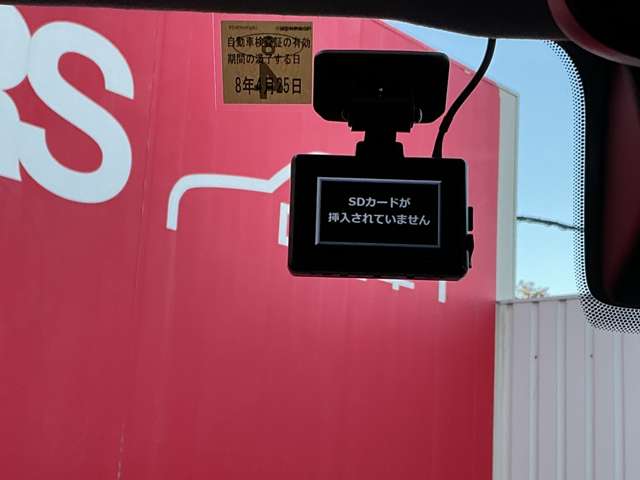 RS
自動車検査証の有効
期間の満了する日
8年4月25日
SDカードが
挿入されていません